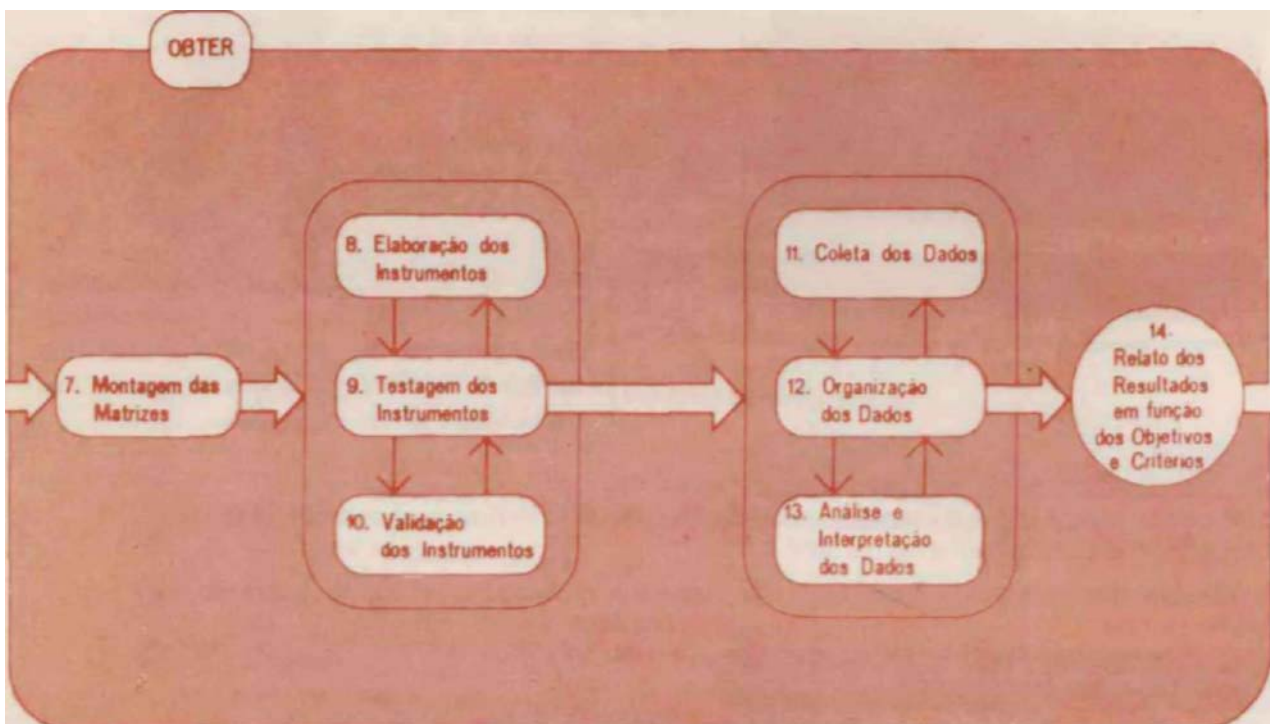 OBTER
7. Montagem das
Matrizes
8. Elaboração dos
Instrumentos
9. Testagem dos
Instrumentos
10. Validação
dos Instrumentos
11. Coleta dos Dados
12. Organização
dos Dados
13. Análise e
Interpretação
dos Dados
14.
Relato dos
Resultados
em função
dos Objetivos
e Critérios